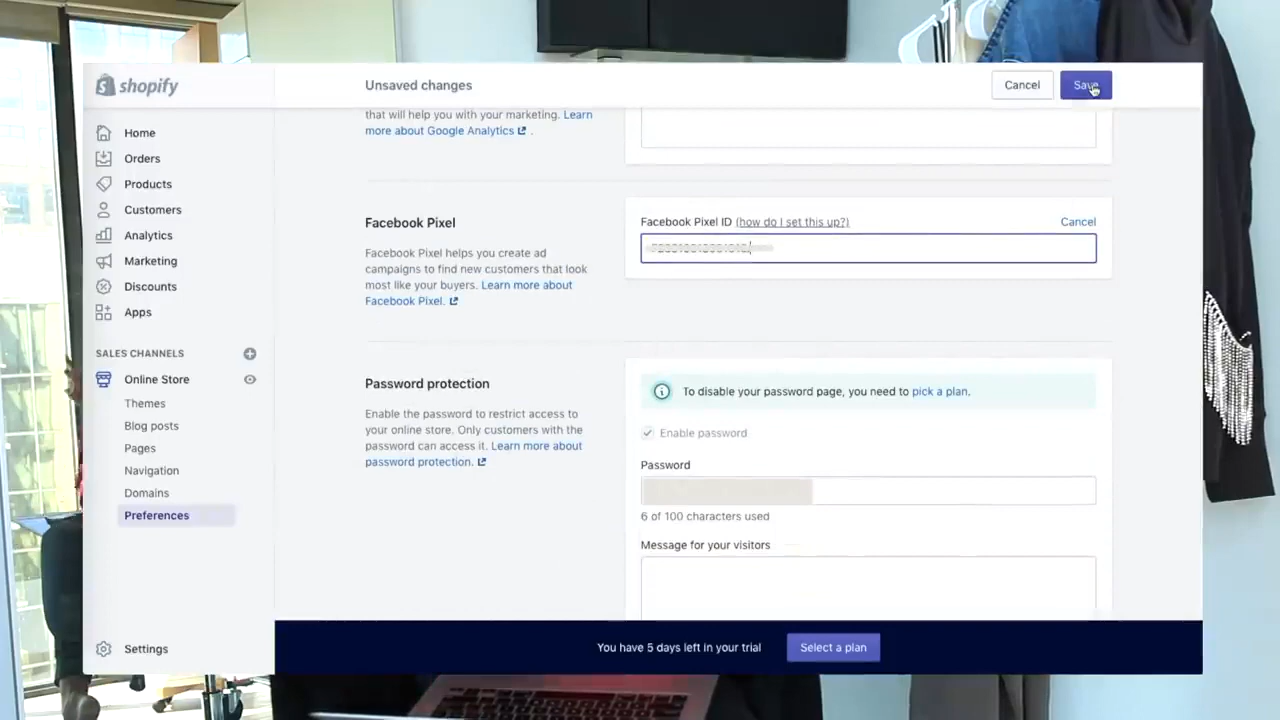 shopify
Unsaved changes
Cancel
Save
Home
Orders
Products
Customers
Analytics
Marketing
Discounts
Apps
SALES CHANNELS
Online Store
Themes
Blog posts
Pages
Navigation
Domains
Preferences
Settings
that will help you with your marketing. Learn
more about Google Analytics .
Facebook Pixel
Facebook Pixel helps you create ad
campaigns to find new customers that look
most like your buyers. Learn more about
Facebook Pixel.
Facebook Pixel ID (how do I set this up?)
Cancel
Password protection
Enable the password to restrict access to
your online store. Only customers with the
password can access it. Learn more about
password protection.
To disable your password page, you need to pick a plan.
Enable password
Password
6 of 100 characters used
Message for your visitors
You have 5 days left in your trial
Select a plan